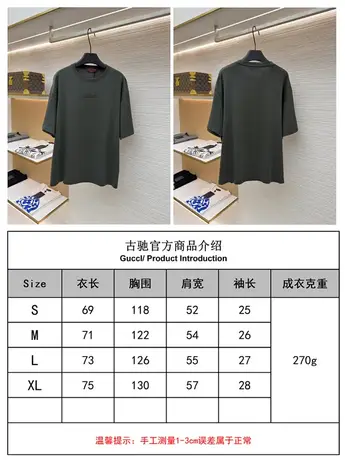 古驰官方商品介绍
Gucci/ Product Introduction
Size 衣长 胸围 肩宽 袖长 成衣克重
S 69 118 52 25
M 71 122 54 26
L 73 126 55 27
XL 75 130 57 28
270g
温馨提示：手工测量1-3cm误差属于正常